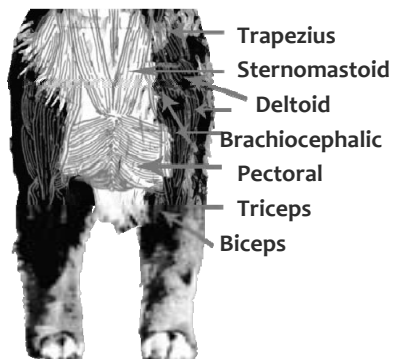 Trapezius
Sternomastoid
Deltoid
Brachiocephalic
Pectoral
Triceps
Biceps